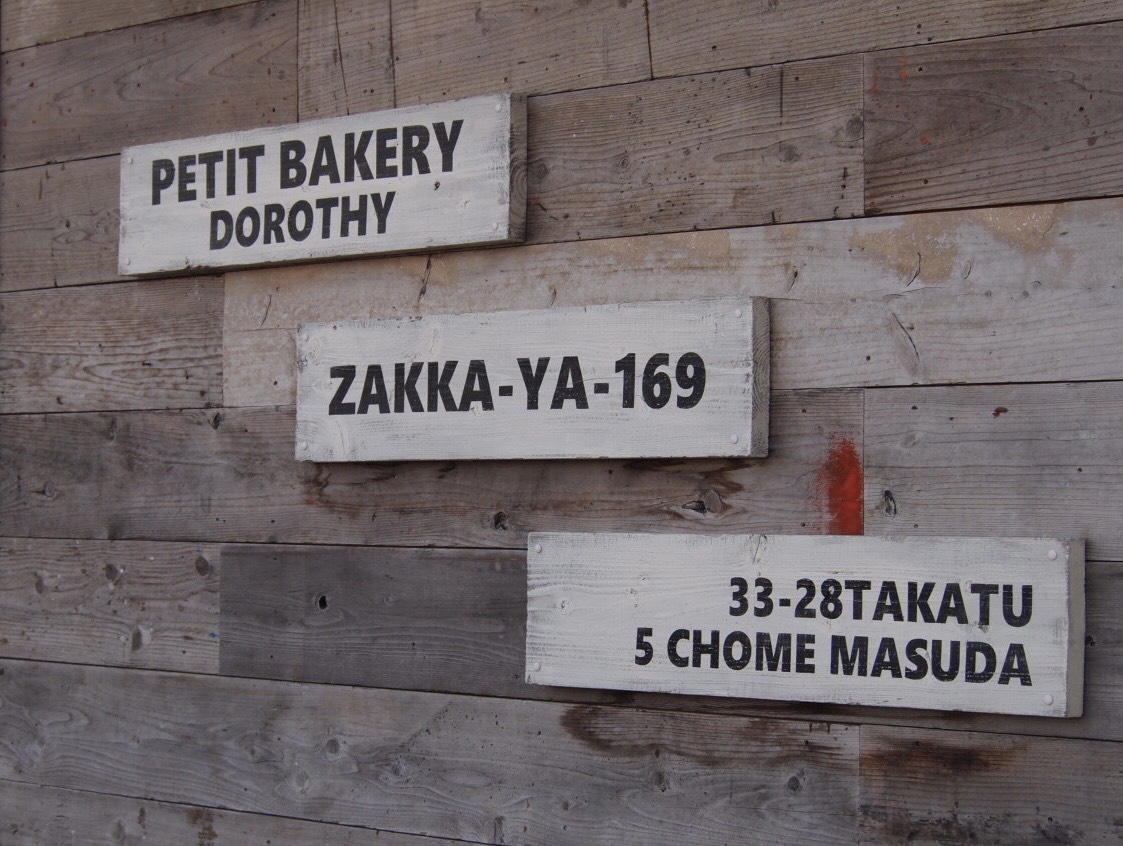 PETIT BAKERY
DOROTHY
ZAKKA-YA-169
33-28TAKATU
5 CHOME MASUDA